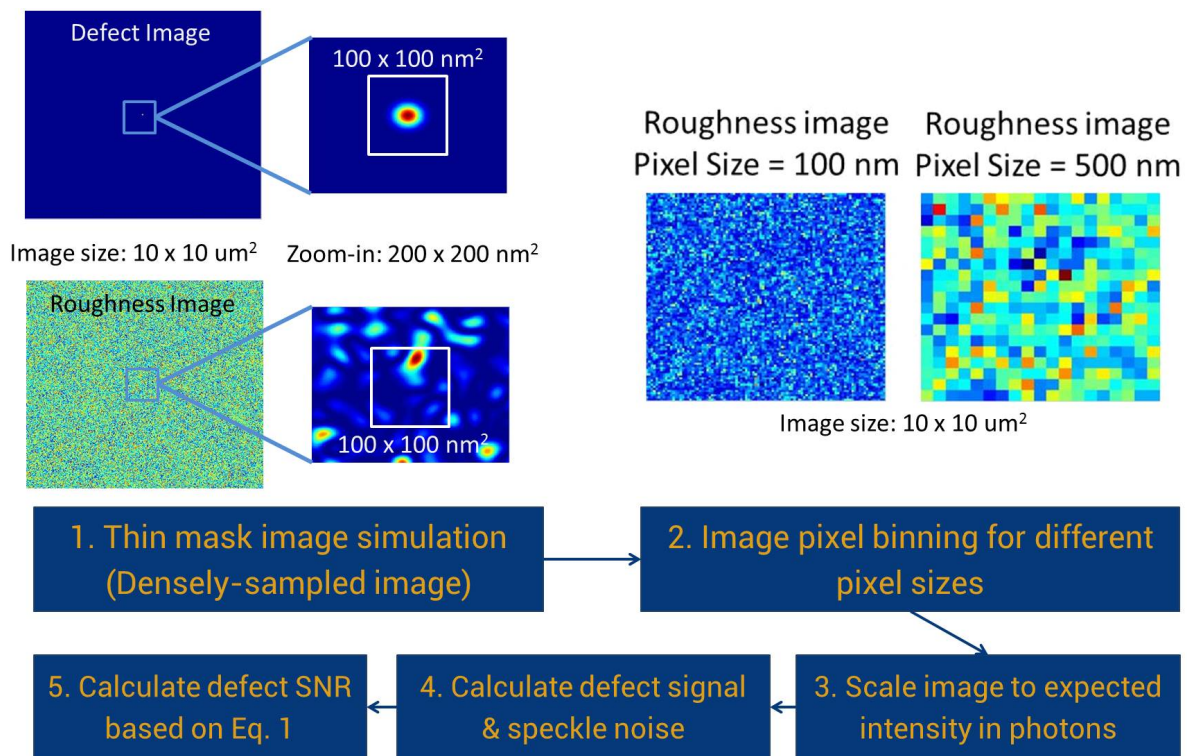 Defect Image
100 x 100 nm²
Image size: 10 x 10 um²
Zoom-in: 200 x 200 nm²
Roughness Image
100 x 100 nm²
Roughness image
Pixel Size = 100 nm
Roughness image
Pixel Size = 500 nm
Image size: 10 x 10 um²
1. Thin mask image simulation
(Densely-sampled image)
2. Image pixel binning for different
pixel sizes
3. Scale image to expected
intensity in photons
4. Calculate defect signal
& speckle noise
5. Calculate defect SNR
based on Eq. 1